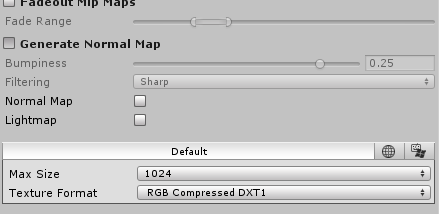 Fadeout Mip Maps
Fade Range
Generate Normal Map
Bumpiness 0.25
Filtering Sharp
Normal Map
Lightmap
Default
Max Size 1024
Texture Format RGB Compressed DXT1